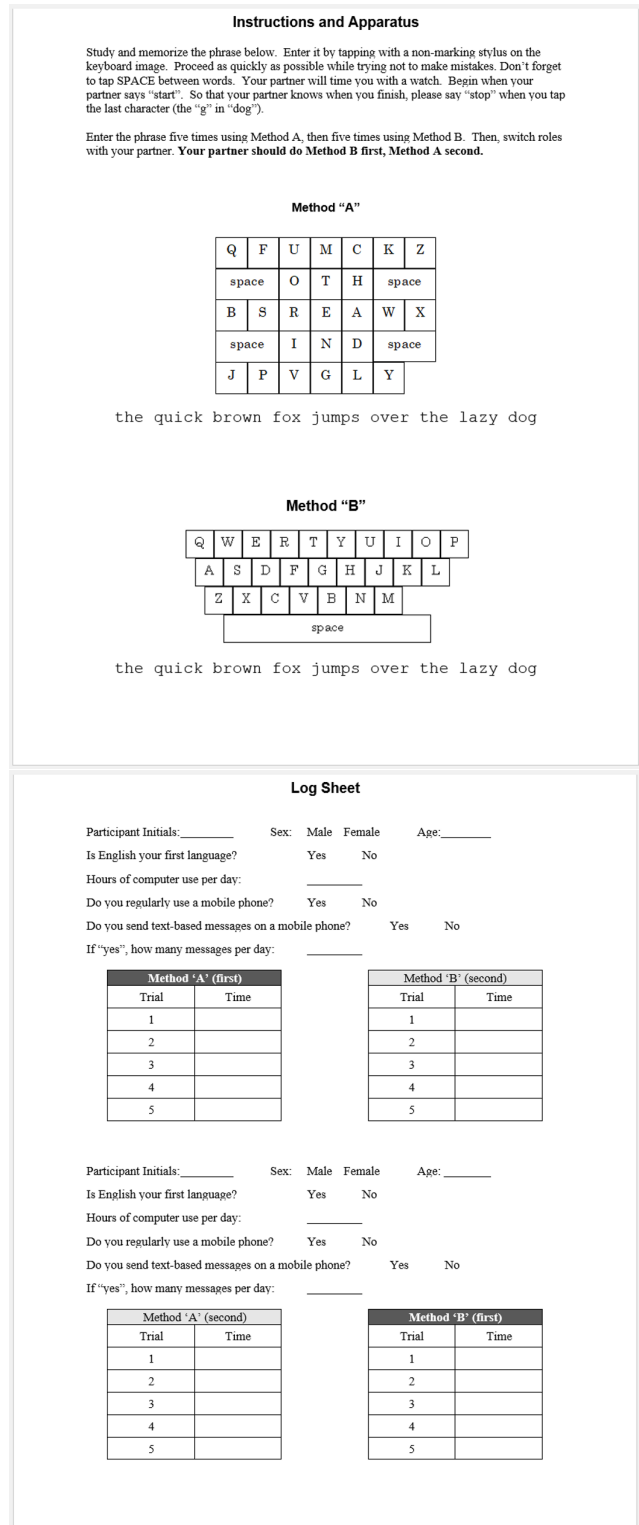 Instructions and Apparatus
Study and memorize the phrase below. Enter it by tapping with a non-marking stylus on the
keyboard image. Proceed as quickly as possible while trying not to make mistakes. Don’t forget
to tap SPACE between words. Your partner will time you with a watch. Begin when your
partner says “start”. So that your partner knows when you finish, please say “stop” when you tap
the last character (the “g” in “dog”).
Enter the phrase five times using Method A, then five times using Method B. Then, switch roles
with your partner. Your partner should do Method B first, Method A second.
Method “A”
Q F U M C K Z
space O T H space
B S R E A W X
space I N D space
J P V G L Y
the quick brown fox jumps over the lazy dog
Method “B”
Q W E R T Y U I O P
A S D F G H J K L
Z X C V B N M
space
the quick brown fox jumps over the lazy dog
Log Sheet
Participant Initials:_________ Sex: Male Female Age:_________
Is English your first language? Yes No
Hours of computer use per day: _________
Do you regularly use a mobile phone? Yes No
Do you send text-based messages on a mobile phone? Yes No
If “yes”, how many messages per day: _________
Method ‘A’ (first) Method ‘B’ (second)
Trial Time Trial Time
1 1
2 2
3 3
4 4
5 5
Participant Initials:_________ Sex: Male Female Age: ________
Is English your first language? Yes No
Hours of computer use per day: _________
Do you regularly use a mobile phone? Yes No
Do you send text-based messages on a mobile phone? Yes No
If “yes”, how many messages per day: _________
Method ‘A’ (second) Method ‘B’ (first)
Trial Time Trial Time
1 1
2 2
3 3
4 4
5 5